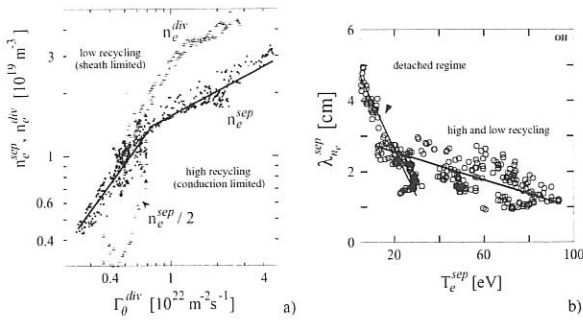 n_e^sep, n_e^div [10^19 m^-3]
3
1
0.6
0.4
low recycling
(sheath limited)
n_e^div
n_e^sep
high recycling
(conduction limited)
n_e^sep/2
0.4
1
4
Γ_θ^div [10^22 m^-2 s^-1]
a)
λ_n_e^sep [cm]
6
4
2
0
OH
detached regime
high and low recycling
20
60
100
T_e^sep [eV]
b)